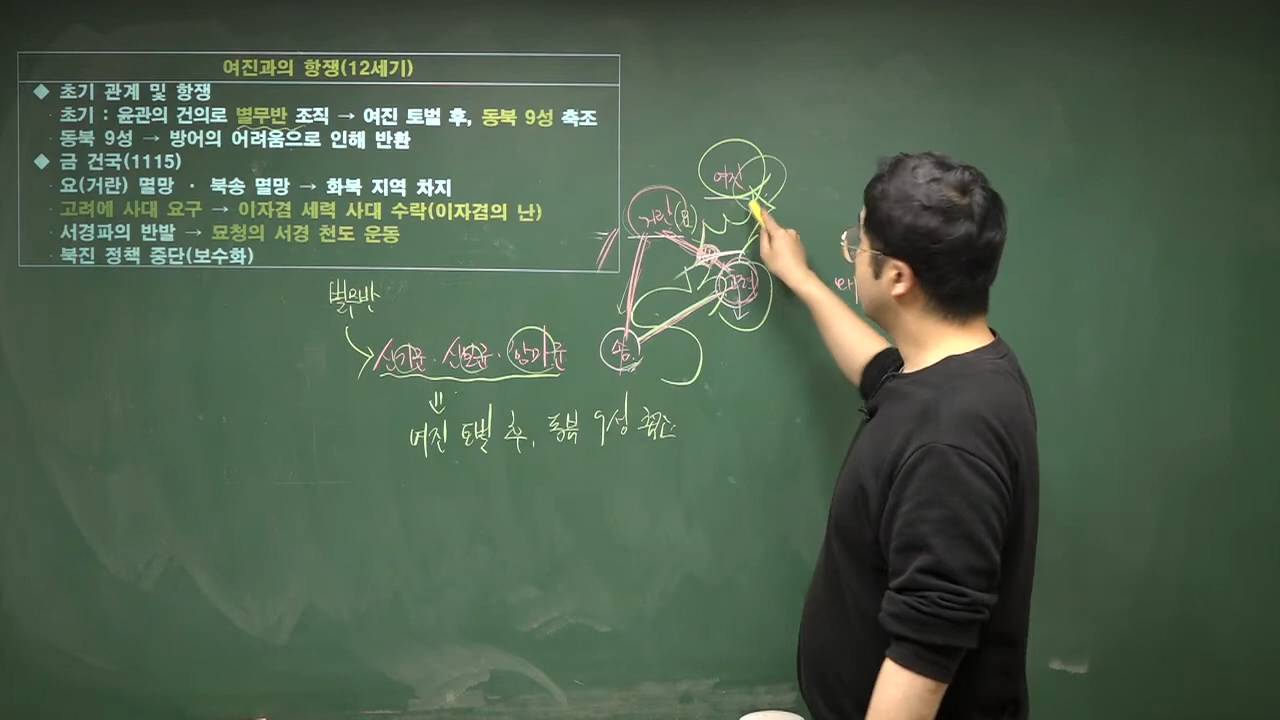 여진과의 항쟁(12세기)
◆ 초기 관계 및 항쟁
· 초기 : 윤관의 건의로 별무반 조직 → 여진 토벌 후, 동북 9성 축조
· 동북 9성 → 방어의 어려움으로 인해 반환
◆ 금 건국(1115)
· 요(거란) 멸망 · 북송 멸망 → 화북 지역 차지
· 고려에 사대 요구 → 이자겸 세력 사대 수락(이자겸의 난)
· 서경파의 반발 → 묘청의 서경 천도 운동
· 북진 정책 중단(보수화)
여진
거란(요)
고려
송
별무반
신기군 · 신보군 · 항마군
여진 토벌 후, 동북 9성 축조